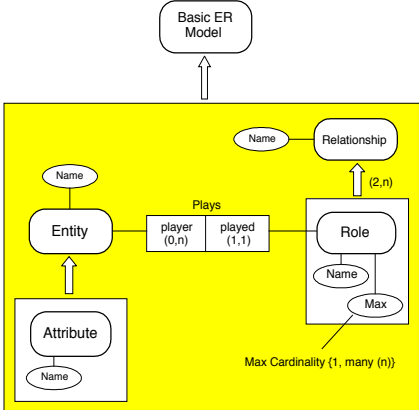 Basic ER
Model
Name
Relationship
(2,n)
Name
Plays
Entity
player
(0,n)
played
(1,1)
Role
Name
Max
Attribute
Name
Max Cardinality {1, many (n)}